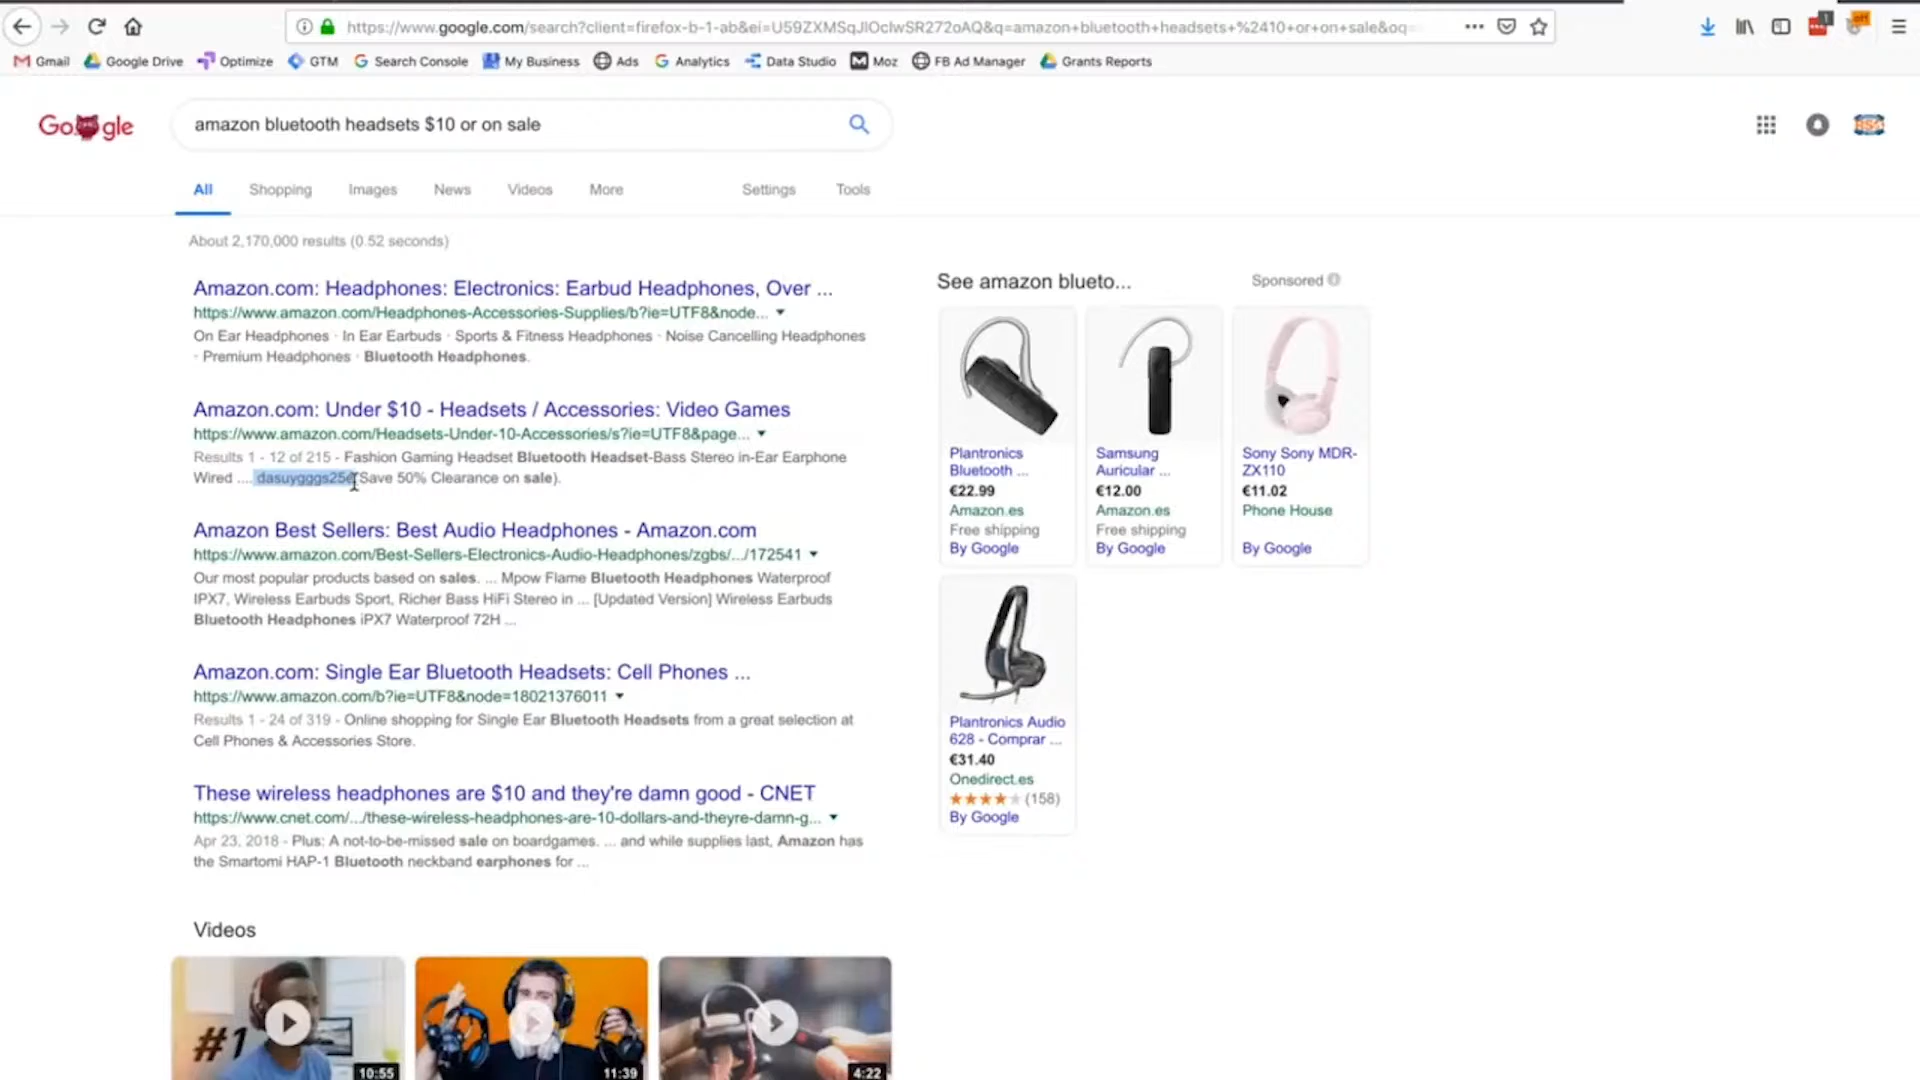 https://www.google.com/search?client=firefox-b-1-ab&ei=U59ZXMSqJIOclwSR272oAQ&q=amazon+bluetooth+headsets+%2410+or+on+sale&oq=
1
off
Gmail
Google Drive
Optimize
GTM
Search Console
My Business
Ads
Analytics
Data Studio
Moz
FB Ad Manager
Grants Reports
Google
amazon bluetooth headsets $10 or on sale
All
Shopping
Images
News
Videos
More
Settings
Tools
About 2,170,000 results (0.52 seconds)
Amazon.com: Headphones: Electronics: Earbud Headphones, Over ...
https://www.amazon.com/Headphones-Accessories-Supplies/b?ie=UTF8&node...
On Ear Headphones · In Ear Earbuds · Sports & Fitness Headphones · Noise Cancelling Headphones
· Premium Headphones · Bluetooth Headphones.
Amazon.com: Under $10 - Headsets / Accessories: Video Games
https://www.amazon.com/Headsets-Under-10-Accessories/s?ie=UTF8&page...
Results 1 - 12 of 215 - Fashion Gaming Headset Bluetooth Headset-Bass Stereo in-Ear Earphone
Wired .... Save 50% Clearance on sale).
Amazon Best Sellers: Best Audio Headphones - Amazon.com
https://www.amazon.com/Best-Sellers-Electronics-Audio-Headphones/zgbs/.../172541
Our most popular products based on sales. ... Mpow Flame Bluetooth Headphones Waterproof
IPX7, Wireless Earbuds Sport, Richer Bass HiFi Stereo in ... [Updated Version] Wireless Earbuds
Bluetooth Headphones iPX7 Waterproof 72H ...
Amazon.com: Single Ear Bluetooth Headsets: Cell Phones ...
https://www.amazon.com/b?ie=UTF8&node=18021376011
Results 1 - 24 of 319 - Online shopping for Single Ear Bluetooth Headsets from a great selection at
Cell Phones & Accessories Store.
These wireless headphones are $10 and they're damn good - CNET
https://www.cnet.com/.../these-wireless-headphones-are-10-dollars-and-theyre-damn-g...
Apr 23, 2018 - Plus: A not-to-be-missed sale on boardgames. ... and while supplies last, Amazon has
the Smartomi HAP-1 Bluetooth neckband earphones for ...
Videos
#1
10:55
11:39
4:22
See amazon blueto...
Sponsored
Plantronics
Bluetooth ...
€22.99
Amazon.es
Free shipping
By Google
Samsung
Auricular ...
€12.00
Amazon.es
Free shipping
By Google
Sony Sony MDR-
ZX110
€11.02
Phone House
By Google
Plantronics Audio
628 - Comprar ...
€31.40
Onedirect.es
(158)
By Google